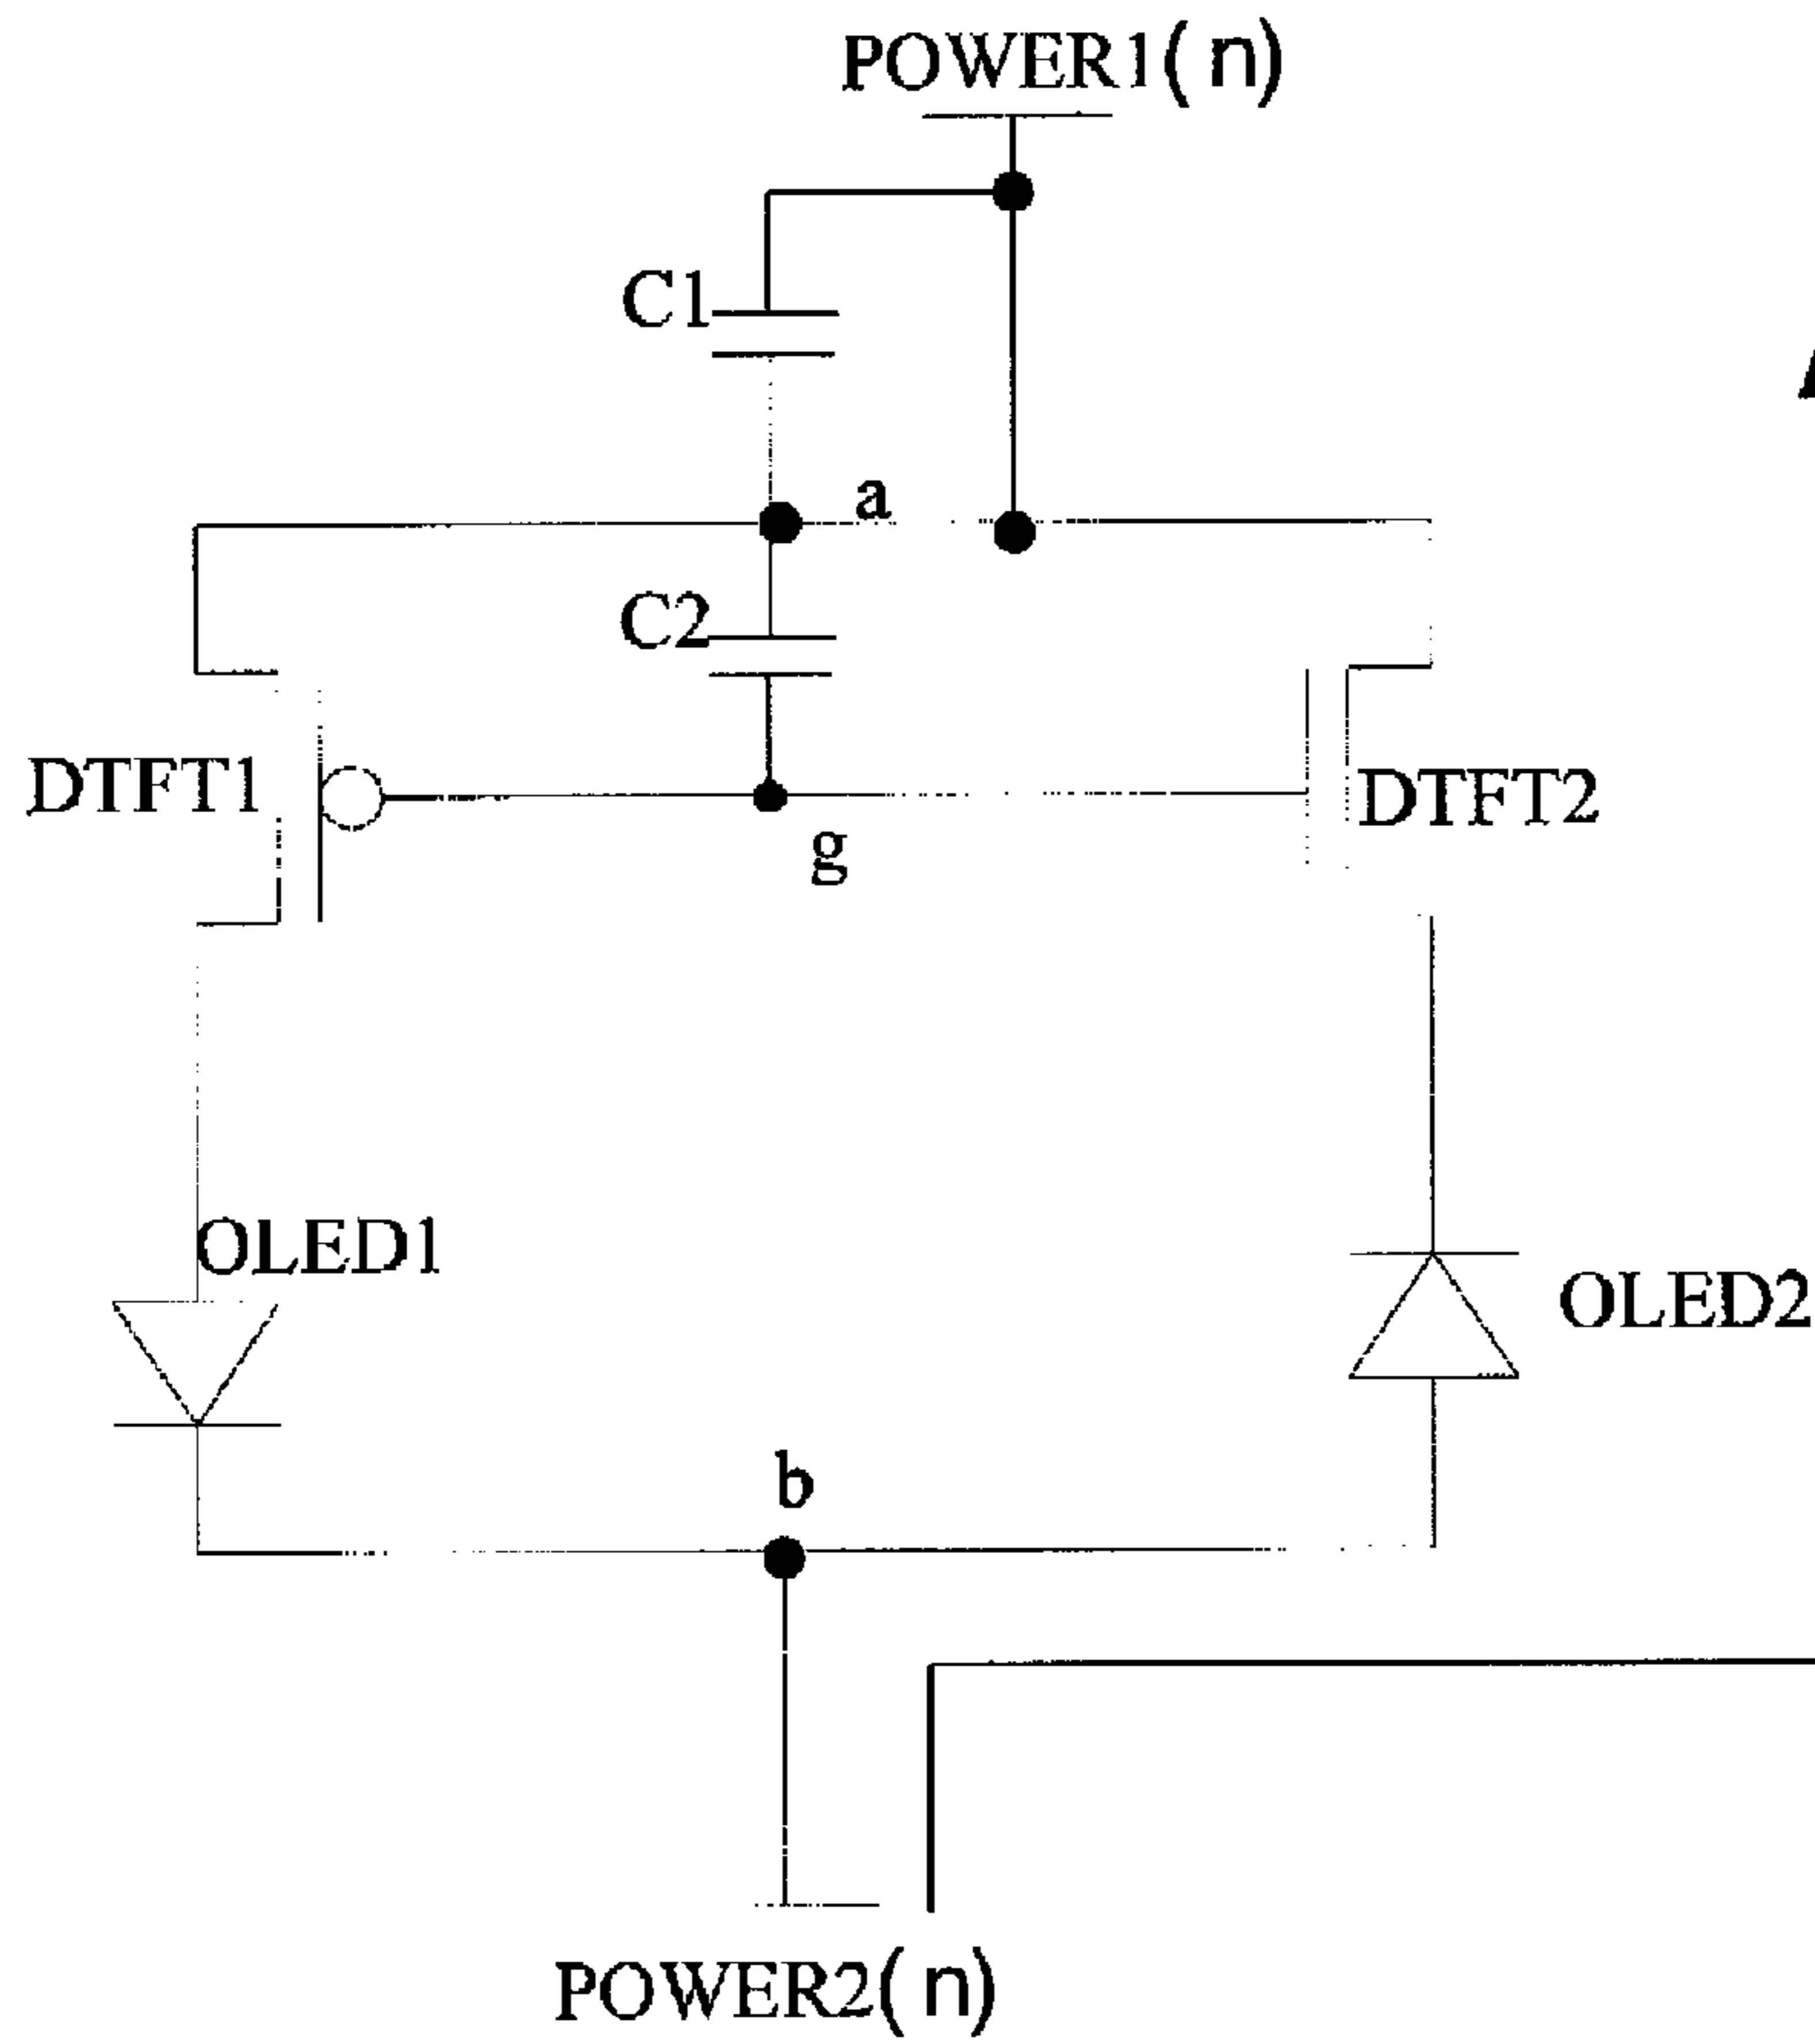 POWER1(n)
C1
a
C2
DTFT1
DTFT2
g
OLED1
OLED2
b
POWER2(n)